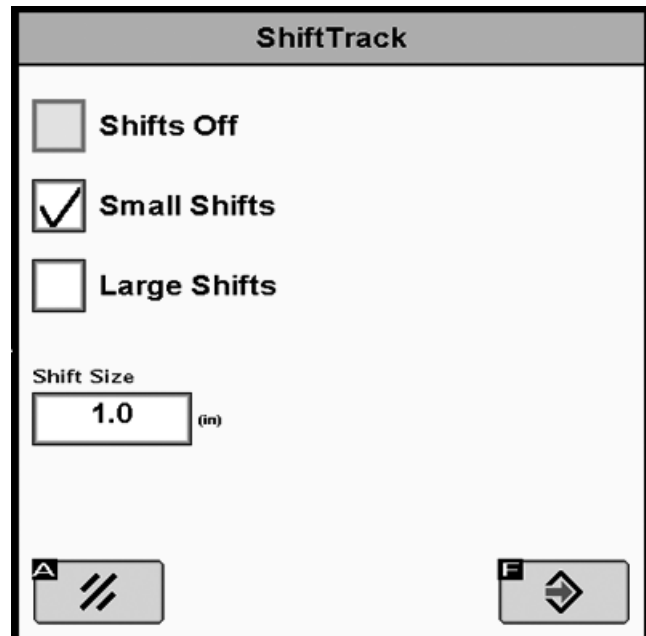 ShiftTrack
Shifts Off
Small Shifts
Large Shifts
Shift Size
1.0 (in)
A
F